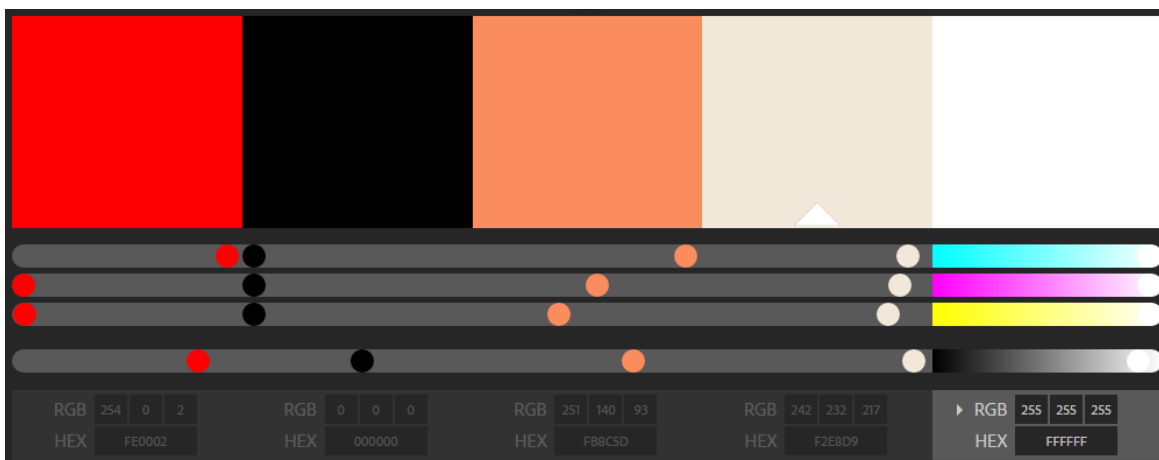 RGB 254 0 2 RGB 0 0 0 RGB 251 140 93 RGB 242 232 217 RGB 255 255 255
HEX FE0002 HEX 000000 HEX FB8C5D HEX F2E8D9 HEX FFFFFF